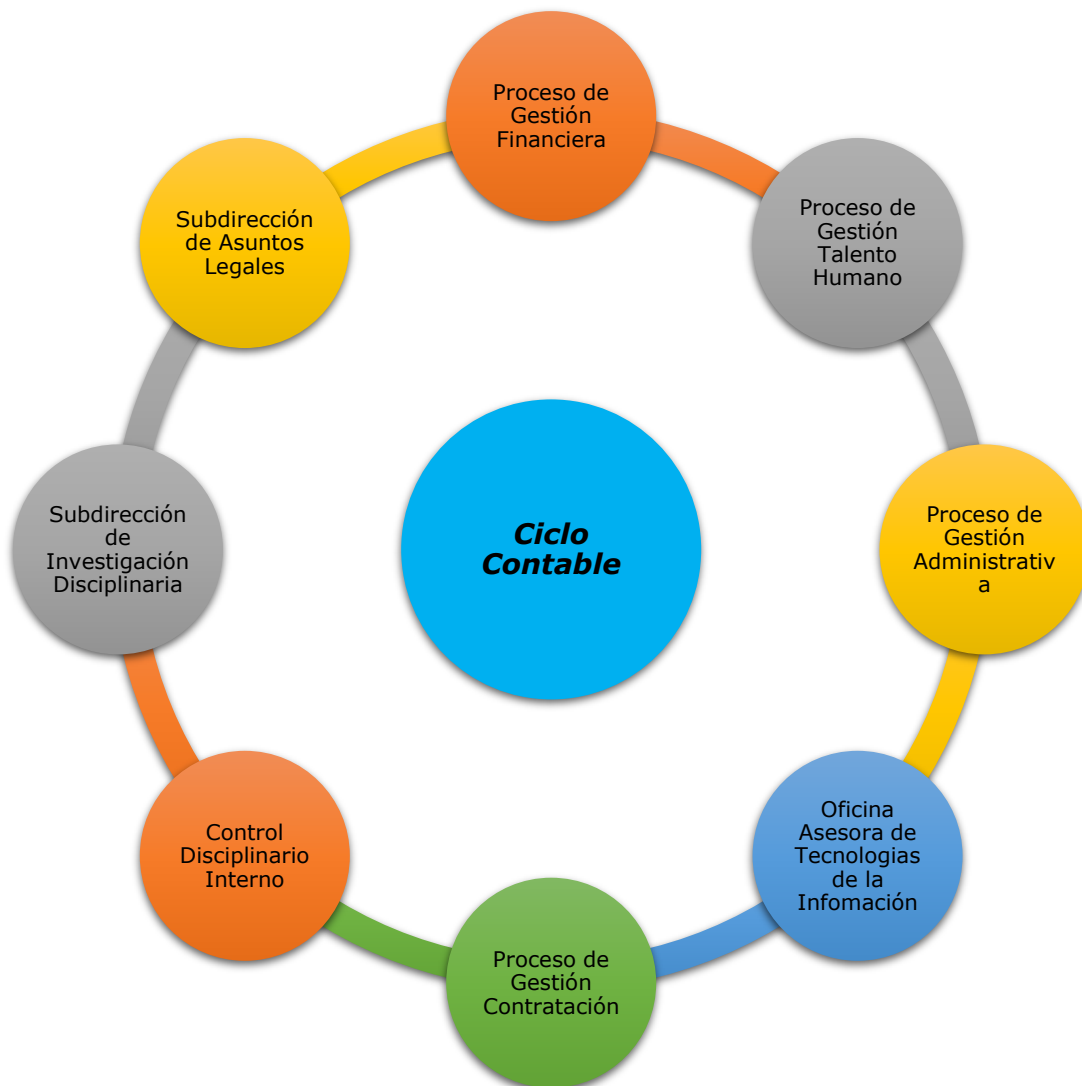 Proceso de
Gestión
Financiera
Proceso de
Gestión
Talento
Humano
Proceso de
Gestión
Administrativ
a
Oficina
Asesora de
Tecnologias
de la
Infomación
Proceso de
Gestión
Contratación
Control
Disciplinario
Interno
Subdirección
de
Investigación
Disciplinaria
Subdirección
de Asuntos
Legales
Ciclo
Contable